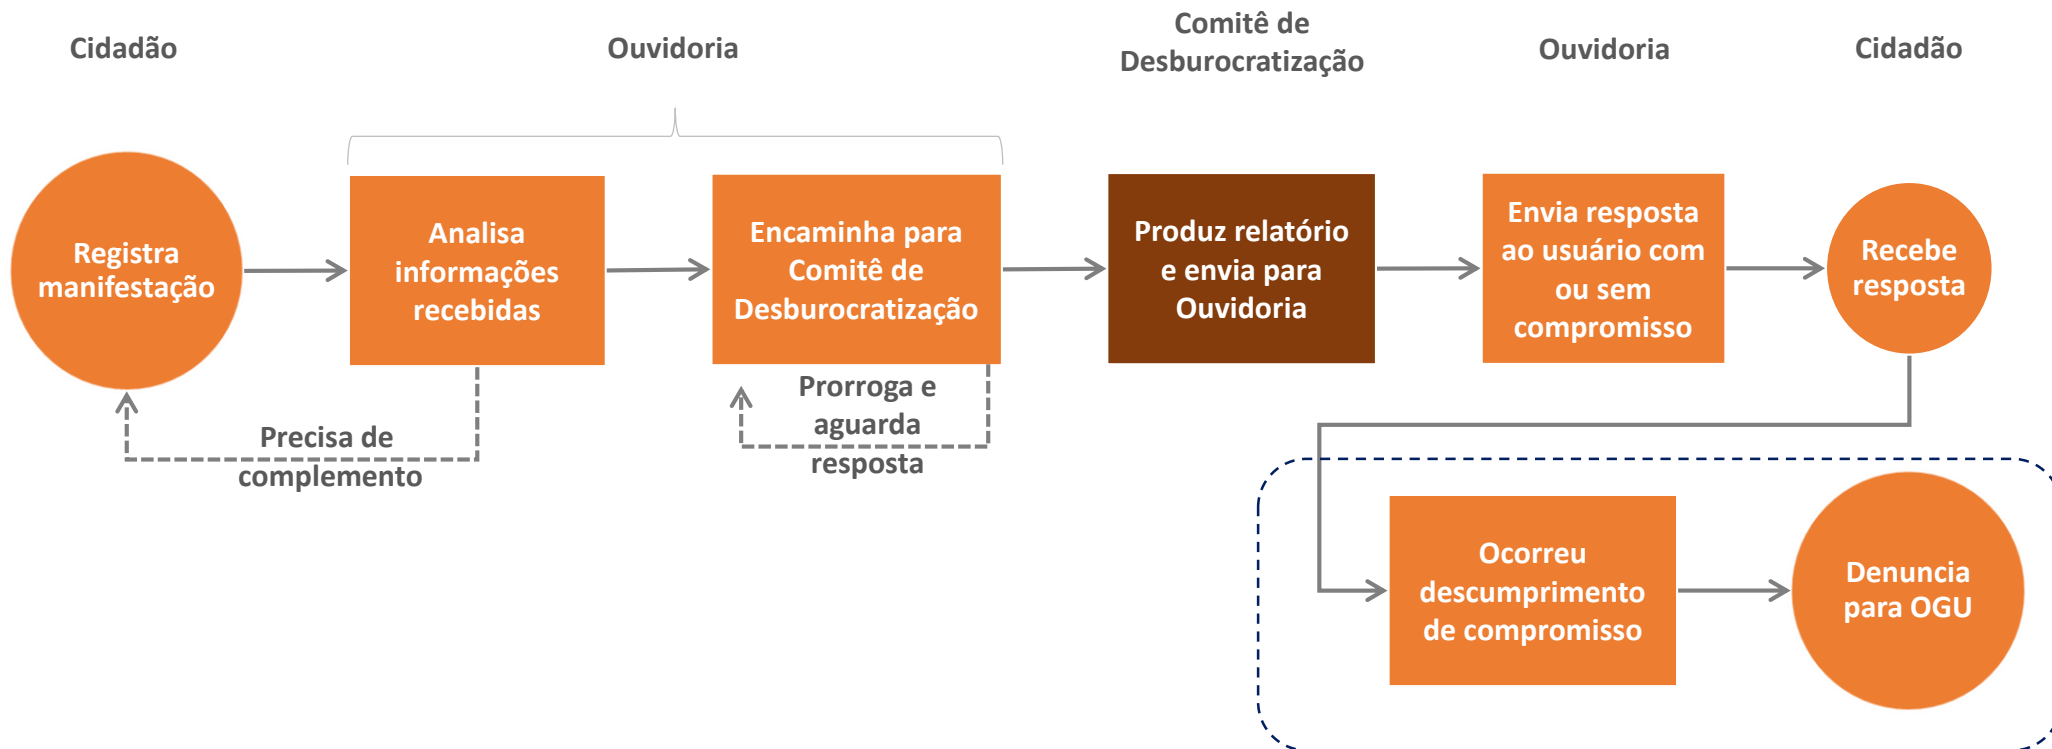 Cidadão
Ouvidoria
Comitê de
Desburocratização
Ouvidoria
Cidadão
Registra
manifestação
Analisa
informações
recebidas
Encaminha para
Comitê de
Desburocratização
Produz relatório
e envia para
Ouvidoria
Envia resposta
ao usuário com
ou sem
compromisso
Recebe
resposta
Precisa de
complemento
Prorroga e
aguarda
resposta
Ocorreu
descumprimento
de compromisso
Denuncia
para OGU